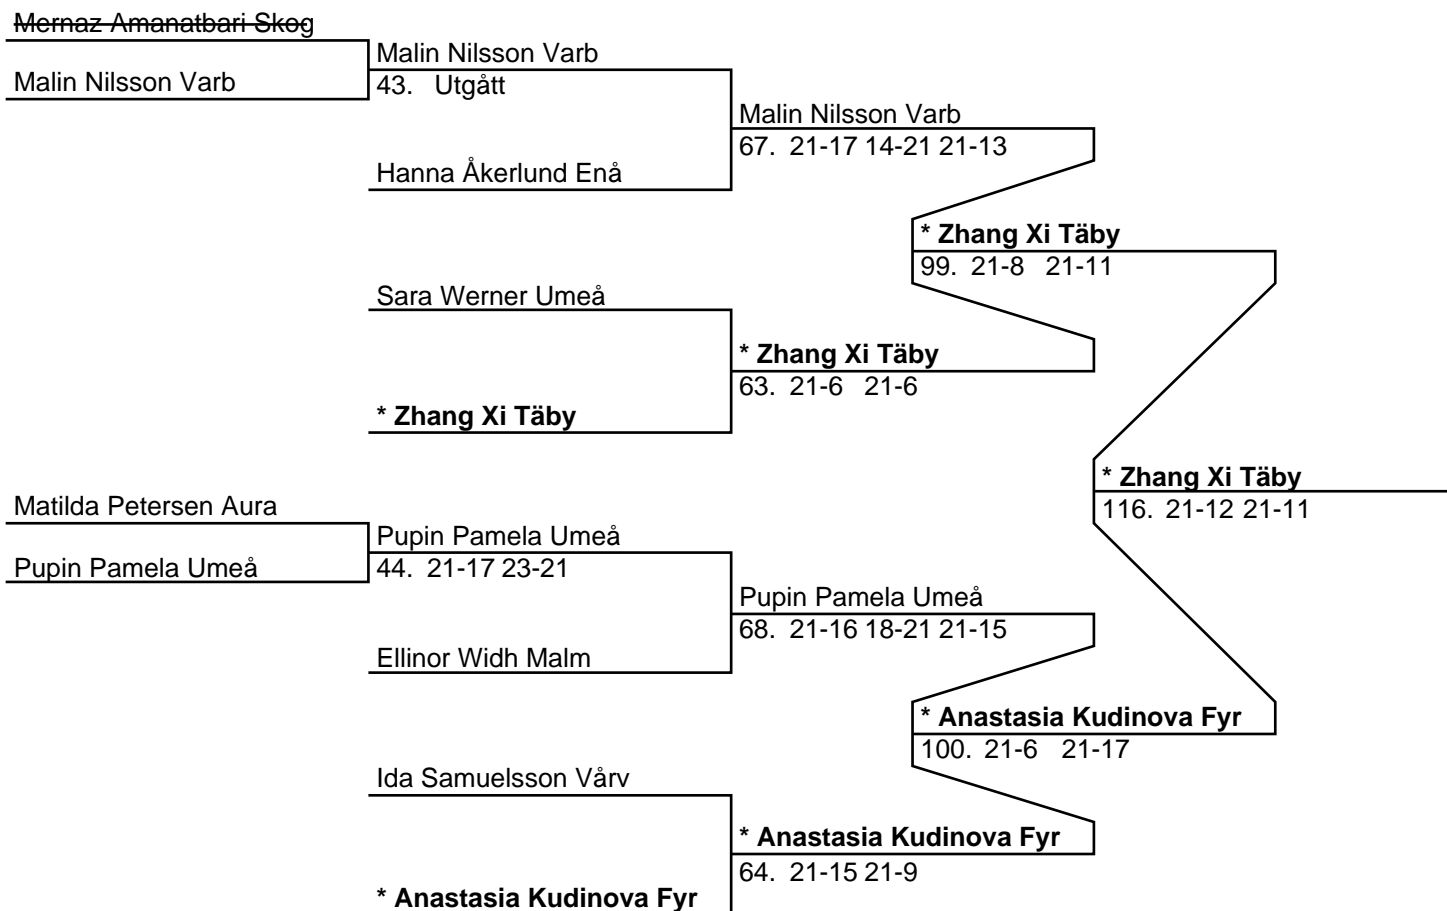 Mernaz Amanatbari Skog
Malin Nilsson Varb
Malin Nilsson Varb
43. Utgått
Hanna Åkerlund Enå
Malin Nilsson Varb
67. 21-17 14-21 21-13
Sara Werner Umeå
* Zhang Xi Täby
* Zhang Xi Täby
63. 21-6 21-6
* Zhang Xi Täby
99. 21-8 21-11
Matilda Petersen Aura
Pupin Pamela Umeå
Pupin Pamela Umeå
44. 21-17 23-21
Ellinor Widh Malm
Pupin Pamela Umeå
68. 21-16 18-21 21-15
Ida Samuelsson Vårv
* Anastasia Kudinova Fyr
* Anastasia Kudinova Fyr
64. 21-15 21-9
* Anastasia Kudinova Fyr
100. 21-6 21-17
* Zhang Xi Täby
116. 21-12 21-11